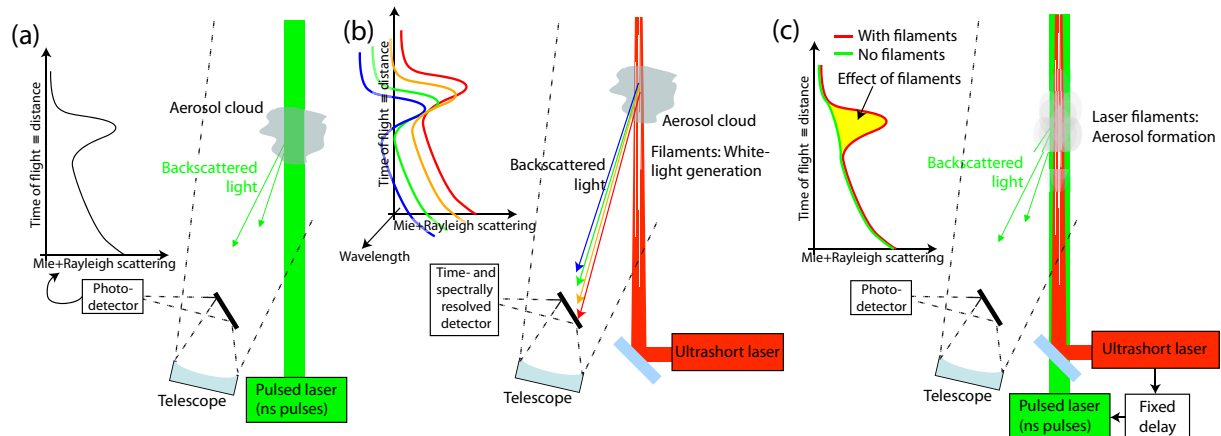 (a)
Time of flight ≡ distance
Aerosol cloud
Backscattered
light
Mie+Rayleigh scattering
Photo-
detector
Telescope
Pulsed laser
(ns pulses)
(b)
Time of flight ≡ distance
Aerosol cloud
Backscattered
light
Filaments: White-
light generation
Mie+Rayleigh scattering
Wavelength
Time- and
spectrally
resolved
detector
Ultrashort laser
Telescope
(c)
With filaments
No filaments
Effect of filaments
Time of flight ≡ distance
Laser filaments:
Aerosol formation
Backscattered
light
Mie+Rayleigh scattering
Photo-
detector
Ultrashort laser
Telescope
Pulsed laser
(ns pulses)
Fixed
delay